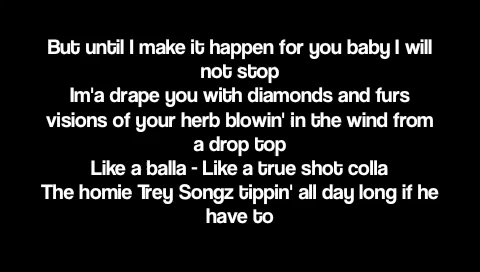 But until I make it happen for you baby I will
not stop
Im'a drape you with diamonds and furs
visions of your herb blowin' in the wind from
a drop top
Like a balla - Like a true shot colla
The homie Trey Songz tippin' all day long if he
have to